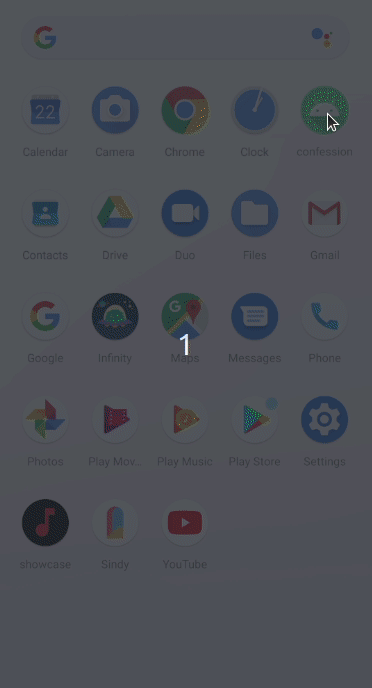 22
Calendar Camera Chrome Clock confession
Contacts Drive Duo Files Gmail
Google Infinity Maps Messages Phone
1
Photos Play Mov... Play Music Play Store Settings
showcase Sindy YouTube